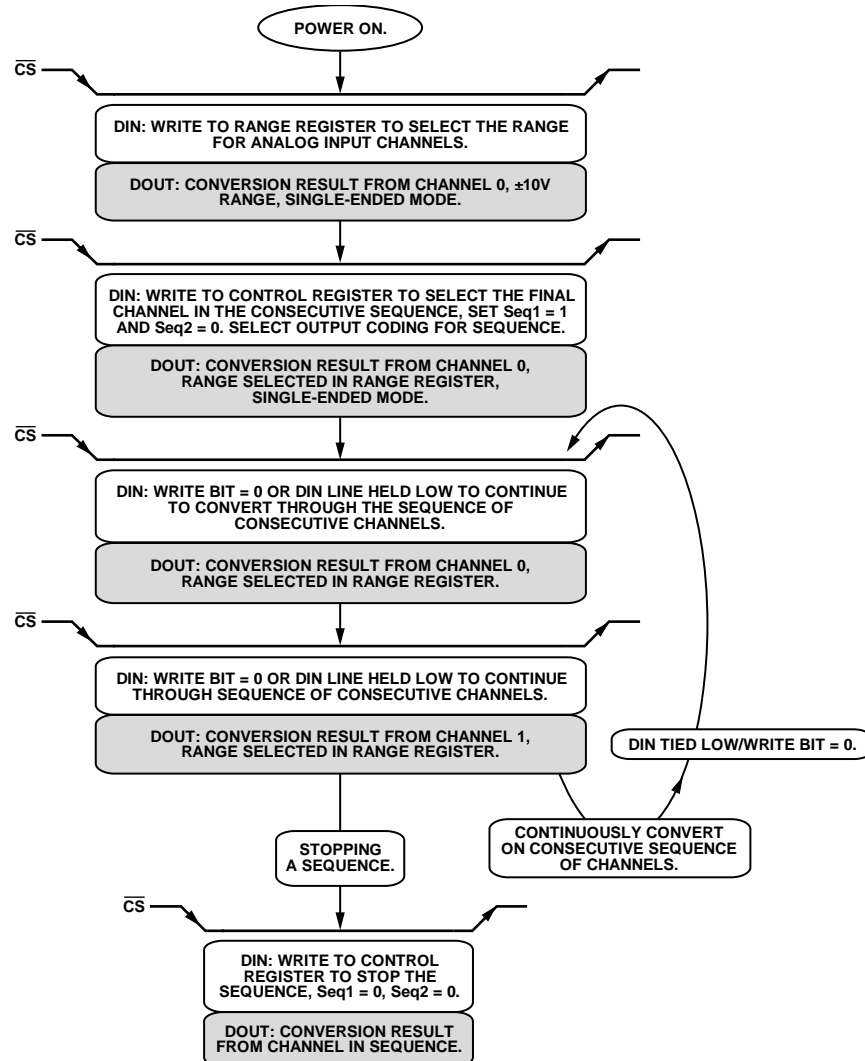 POWER ON.
CS
DIN: WRITE TO RANGE REGISTER TO SELECT THE RANGE
FOR ANALOG INPUT CHANNELS.
DOUT: CONVERSION RESULT FROM CHANNEL 0, ±10V
RANGE, SINGLE-ENDED MODE.
CS
DIN: WRITE TO CONTROL REGISTER TO SELECT THE FINAL
CHANNEL IN THE CONSECUTIVE SEQUENCE, SET Seq1 = 1
AND Seq2 = 0. SELECT OUTPUT CODING FOR SEQUENCE.
DOUT: CONVERSION RESULT FROM CHANNEL 0,
RANGE SELECTED IN RANGE REGISTER,
SINGLE-ENDED MODE.
CS
DIN: WRITE BIT = 0 OR DIN LINE HELD LOW TO CONTINUE
TO CONVERT THROUGH THE SEQUENCE OF
CONSECUTIVE CHANNELS.
DOUT: CONVERSION RESULT FROM CHANNEL 0,
RANGE SELECTED IN RANGE REGISTER.
CS
DIN: WRITE BIT = 0 OR DIN LINE HELD LOW TO CONTINUE
THROUGH SEQUENCE OF CONSECUTIVE CHANNELS.
DOUT: CONVERSION RESULT FROM CHANNEL 1,
RANGE SELECTED IN RANGE REGISTER.
DIN TIED LOW/WRITE BIT = 0.
STOPPING
A SEQUENCE.
CONTINUOUSLY CONVERT
ON CONSECUTIVE SEQUENCE
OF CHANNELS.
CS
DIN: WRITE TO CONTROL
REGISTER TO STOP THE
SEQUENCE, Seq1 = 0, Seq2 = 0.
DOUT: CONVERSION RESULT
FROM CHANNEL IN SEQUENCE.